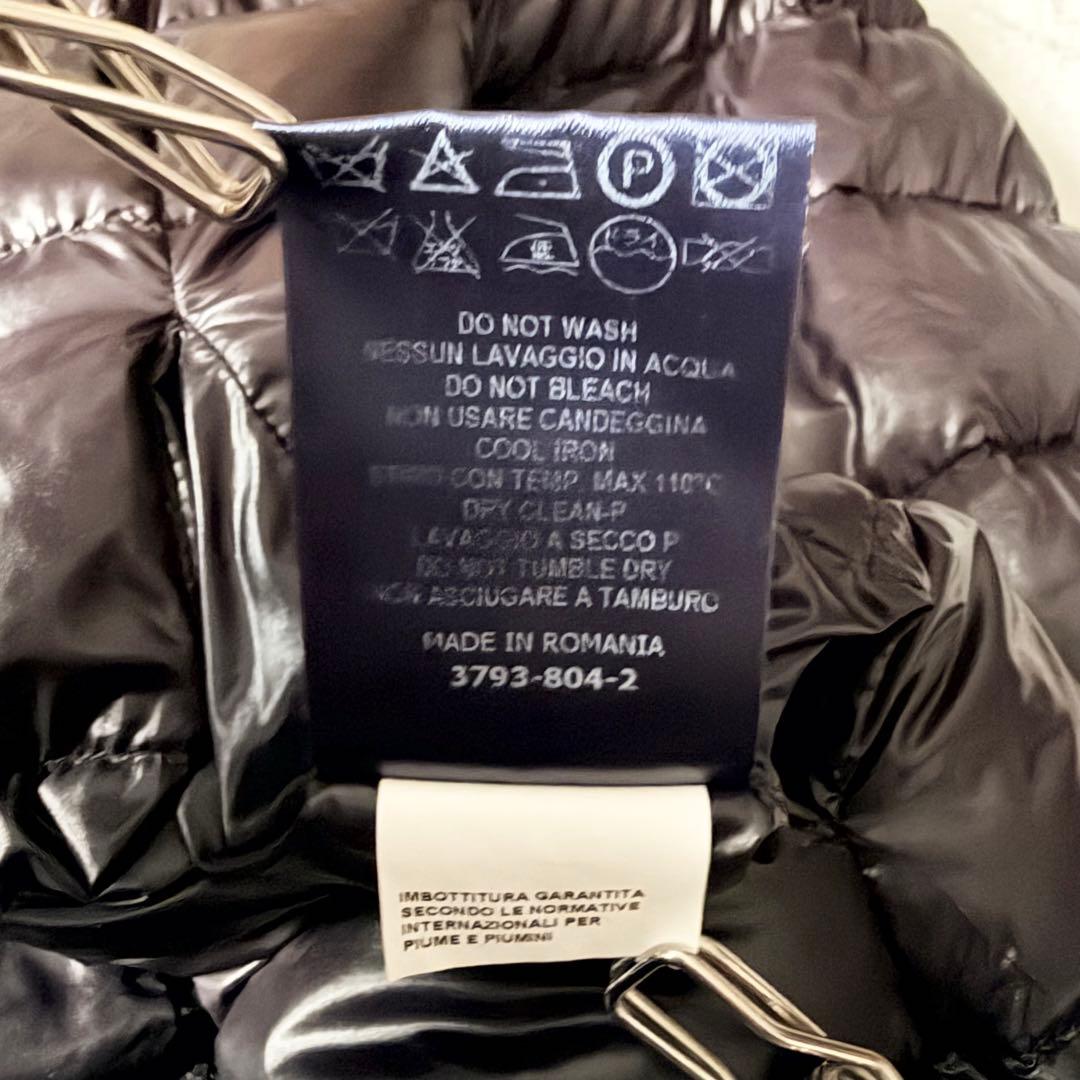 P
DO NOT WASH
NESSUN LAVAGGIO IN ACQUA
DO NOT BLEACH
NON USARE CANDEGGINA
COOL IRON
CON TEMP. MAX 110°C
DRY CLEAN-P
LAVAGGIO A SECCO P
DO NOT TUMBLE DRY
NON ASCIUGARE A TAMBURO
MADE IN ROMANIA
3793-804-2
IMBOTTITURA GARANTITA
SECONDO LE NORMATIVE
INTERNAZIONALI PER
PIUME E PIUMINI